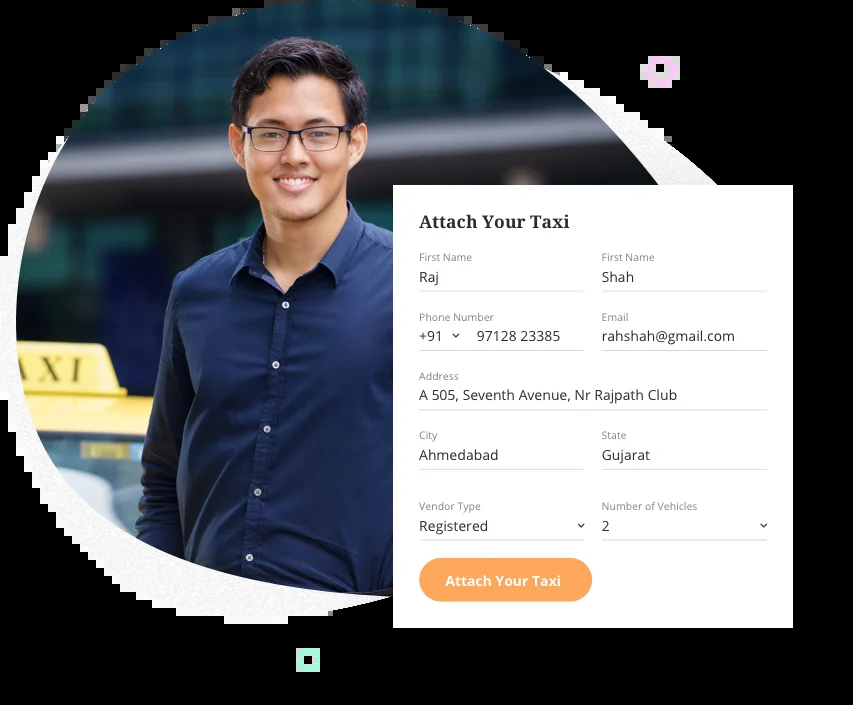 AXI
Attach Your Taxi
First Name
First Name
Raj
Shah
Phone Number
Email
+91
97128 23385
rahshah@gmail.com
Address
A 505, Seventh Avenue, Nr Rajpath Club
City
State
Ahmedabad
Gujarat
Vendor Type
Number of Vehicles
Registered
2
Attach Your Taxi